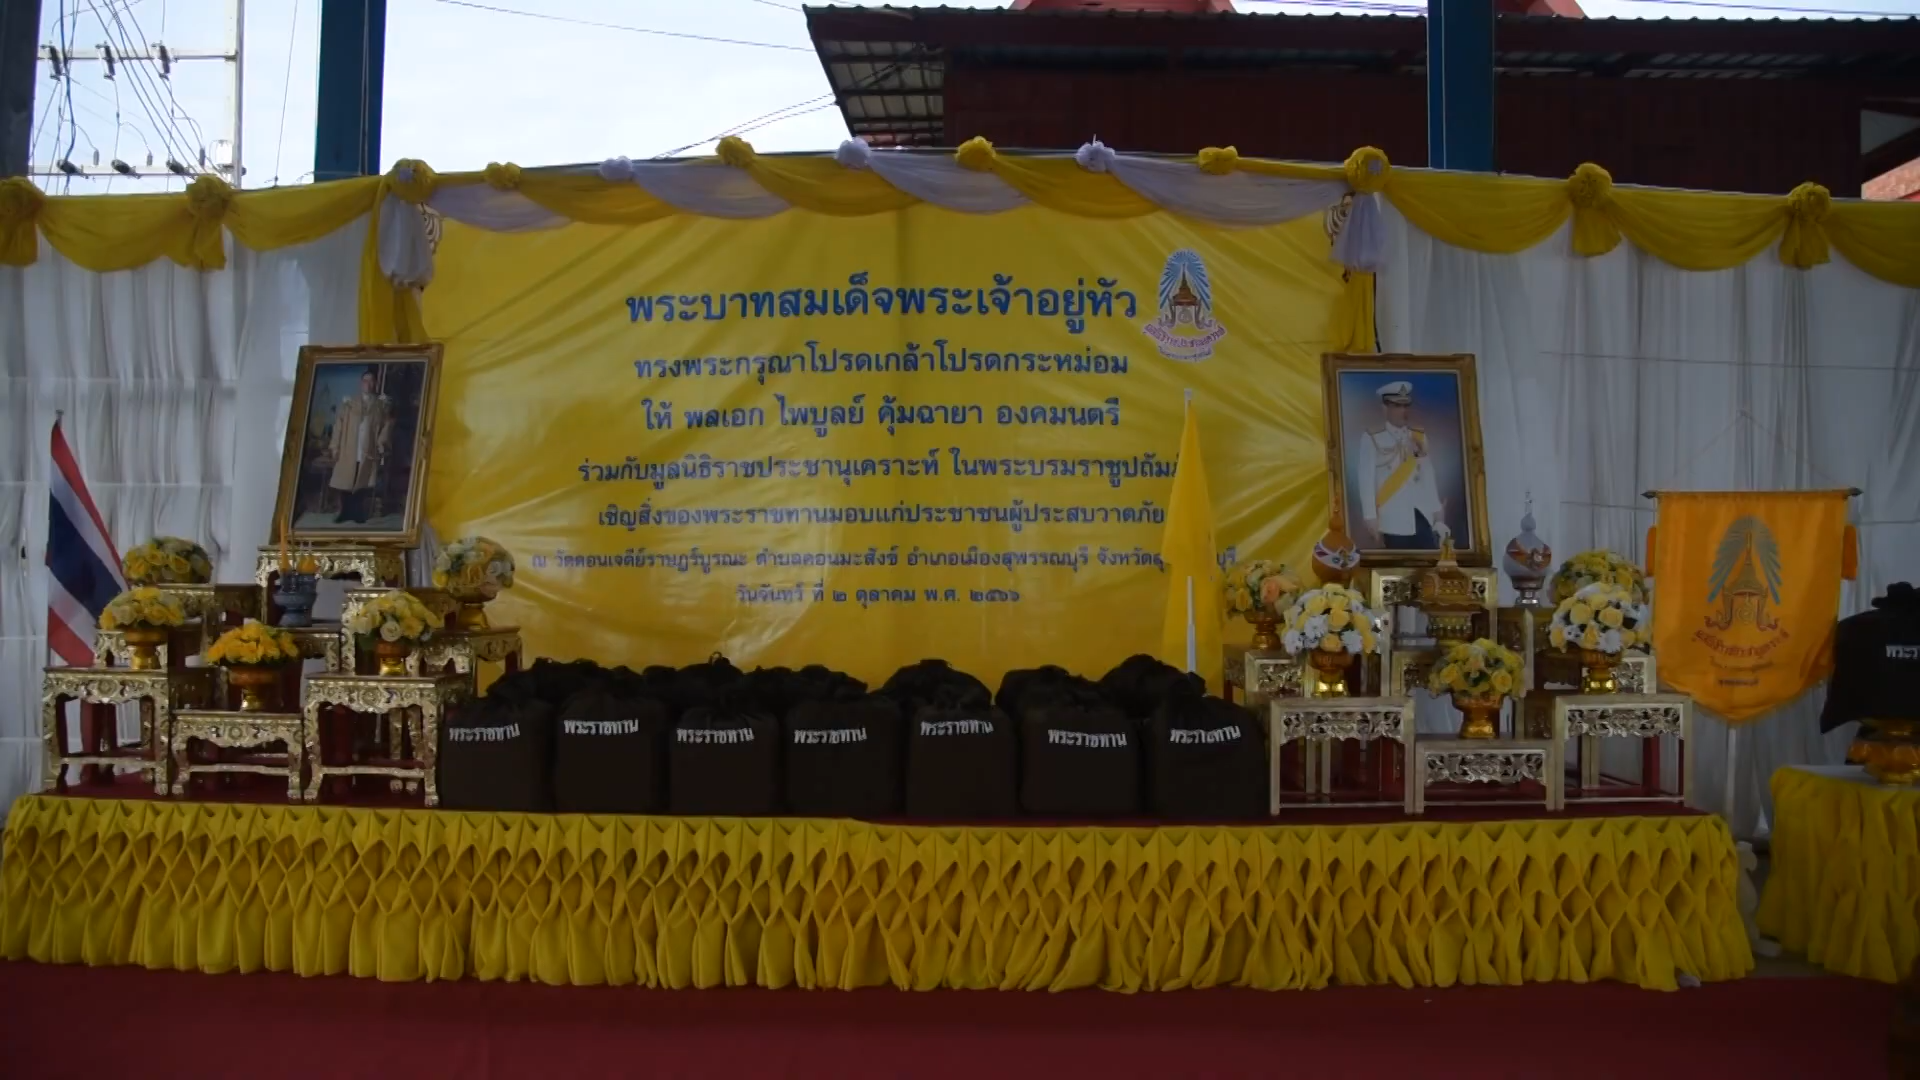 พระบาทสมเด็จพระเจ้าอยู่หัว
ทรงพระกรุณาโปรดเกล้าโปรดกระหม่อม
ให้ พลเอก ไพบูลย์ คุ้มฉายา องคมนตรี
ร่วมกับมูลนิธิราชประชานุเคราะห์ ในพระบรมราชูปถัมภ์
เชิญสิ่งของพระราชทานมอบแก่ประชาชนผู้ประสบวาตภัย
ณ วัดดอนเจดีย์ราษฎร์บูรณะ ตำบลดอนมะสังข์ อำเภอเมืองสุพรรณบุรี
วันจันทร์ ที่ ๒ ตุลาคม พ.ศ. ๒๕๖๖
พระราชทาน
พระราชทาน
พระราชทาน
พระราชทาน
พระราชทาน
พระราชทาน
พระราชทาน